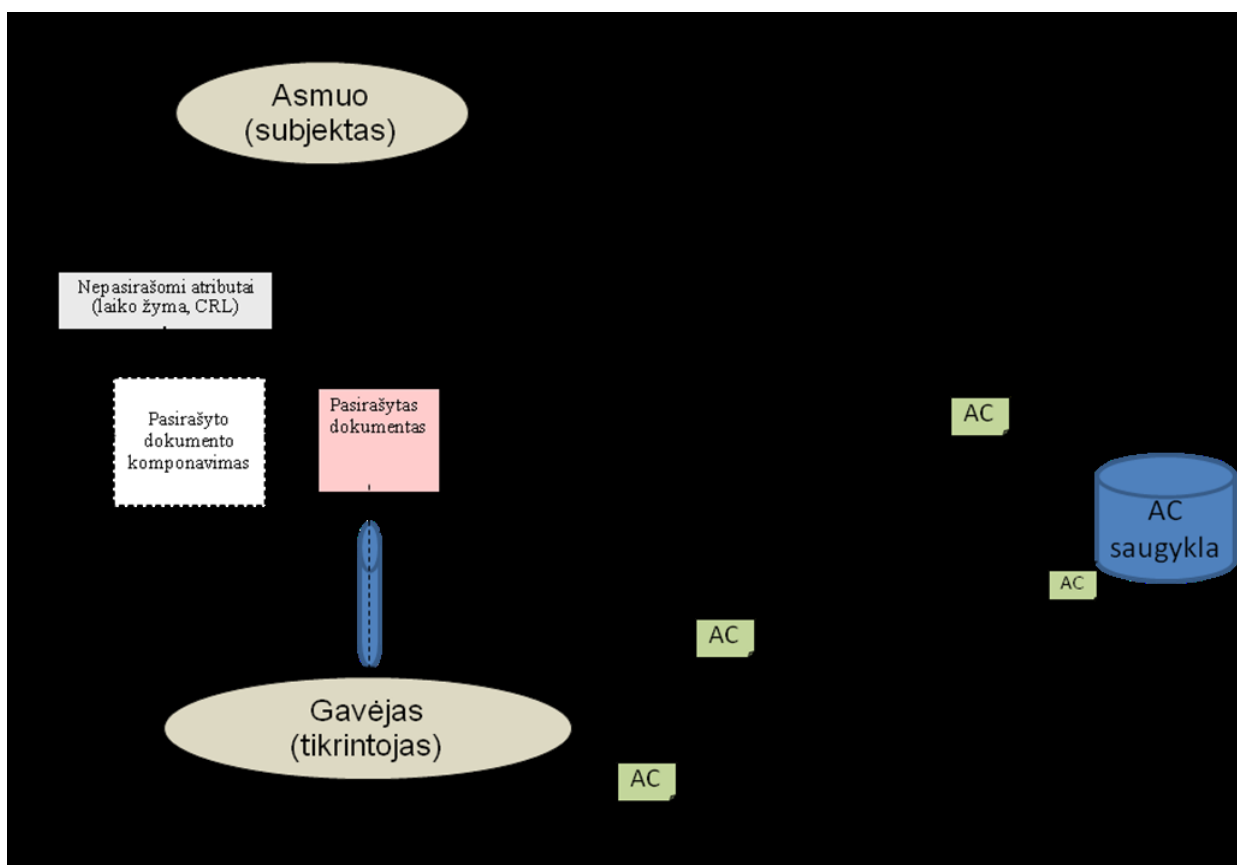 Asmuo
(subjektas)
Nepasirašomi atributai
(laiko žyma, CRL)
Pasirašyto
dokumento
komponavimas
Pasirašytas
dokumentas
AC
AC
saugykla
AC
AC
Gavėjas
(tikrintojas)
AC